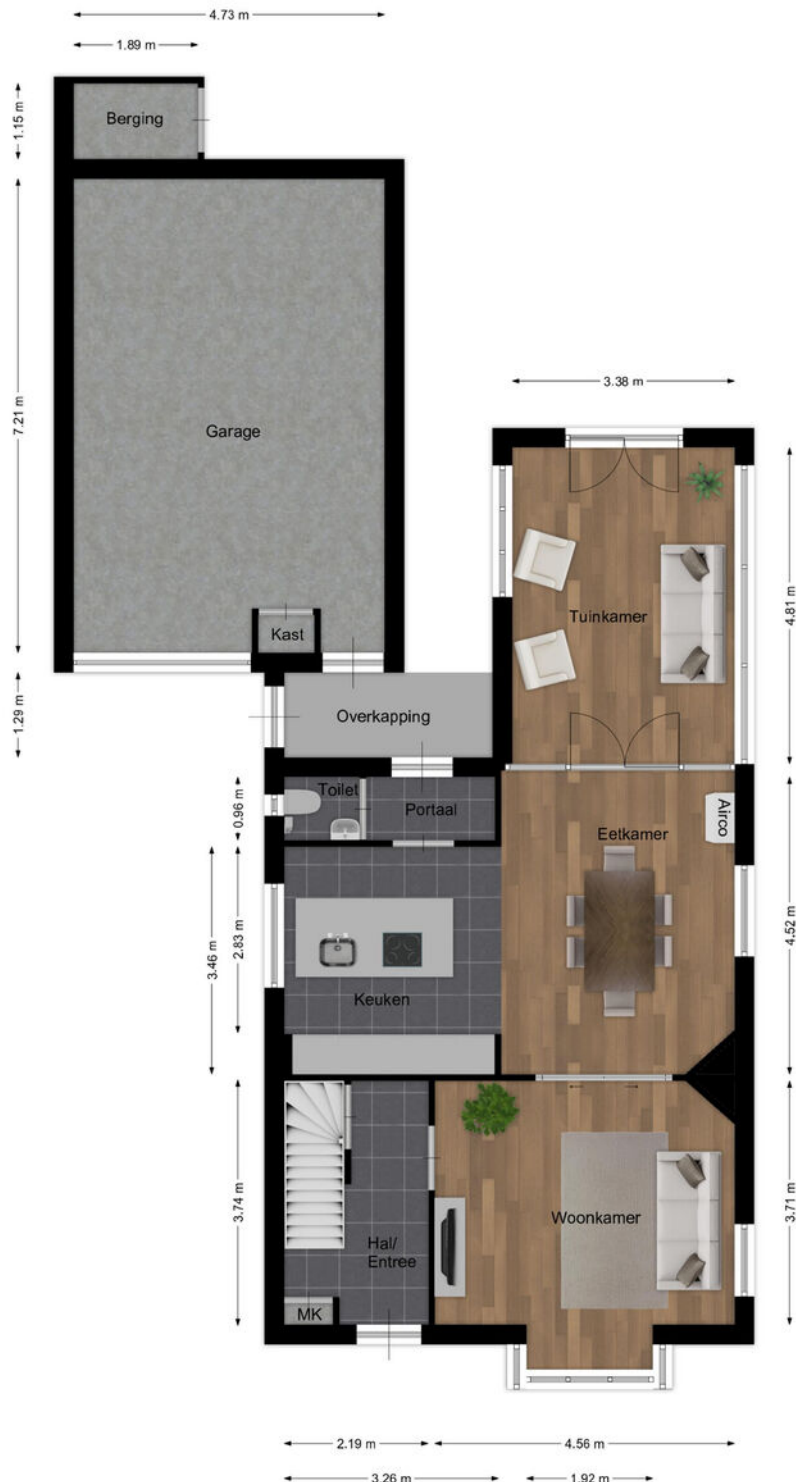 4.73 m
1.89 m
1.15 m
Berging
7.21 m
Garage
3.38 m
4.81 m
Tuinkamer
Kast
1.29 m
Overkapping
0.96 m
Toilet
Portaal
Eetkamer
Airco
4.52 m
3.46 m
2.83 m
Keuken
3.74 m
Hal/
Entree
Woonkamer
3.71 m
MK
2.19 m
4.56 m
3.26 m
1.92 m